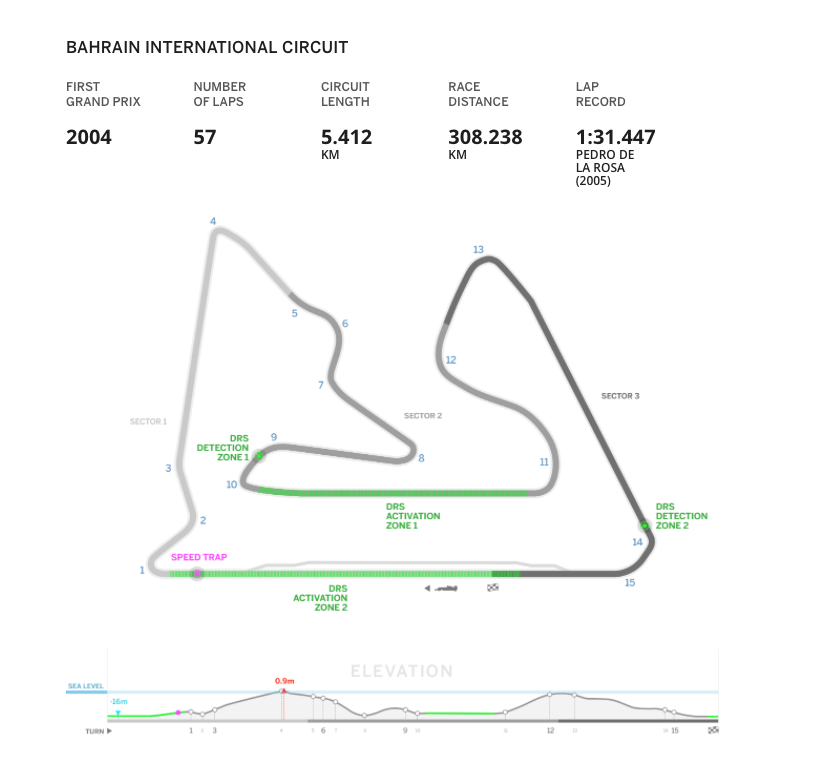 BAHRAIN INTERNATIONAL CIRCUIT
FIRST
GRAND PRIX
2004
NUMBER
OF LAPS
57
CIRCUIT
LENGTH
5.412
KM
RACE
DISTANCE
308.238
KM
LAP
RECORD
1:31.447
PEDRO DE
LA ROSA
(2005)
4
13
5
6
12
7
SECTOR 3
SECTOR 1
SECTOR 2
9
DRS
DETECTION
ZONE 1
8
11
3
10
DRS
ACTIVATION
ZONE 1
DRS
DETECTION
ZONE 2
2
14
SPEED TRAP
1
15
DRS
ACTIVATION
ZONE 2
ELEVATION
0.9m
SEA LEVEL
-16m
TURN
1 2 3 4 5 6 7 8 9 10 11 12 13 14 15